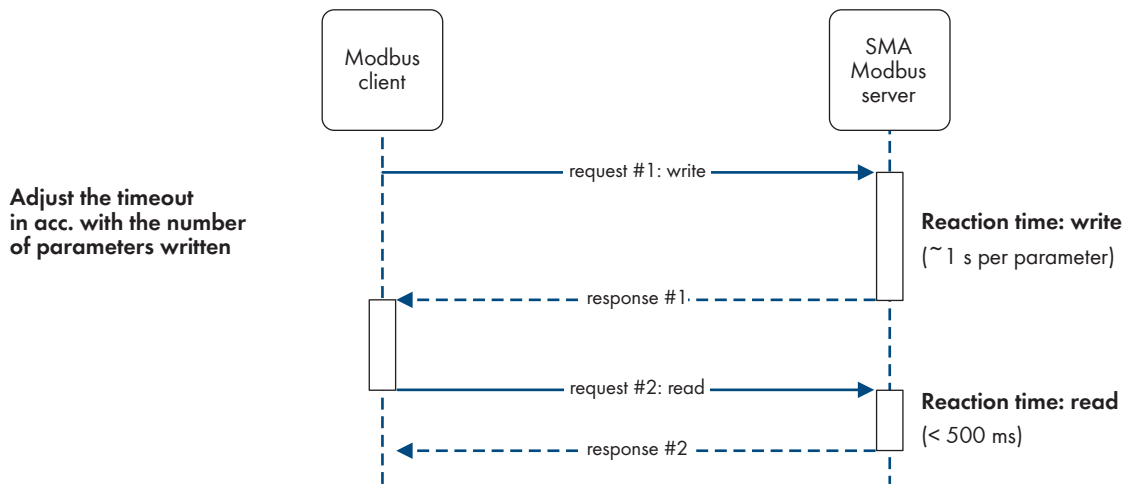 Modbus
client
SMA
Modbus
server
request #1: write
Adjust the timeout
in acc. with the number
of parameters written
Reaction time: write
(~1 s per parameter)
response #1
request #2: read
Reaction time: read
(< 500 ms)
response #2